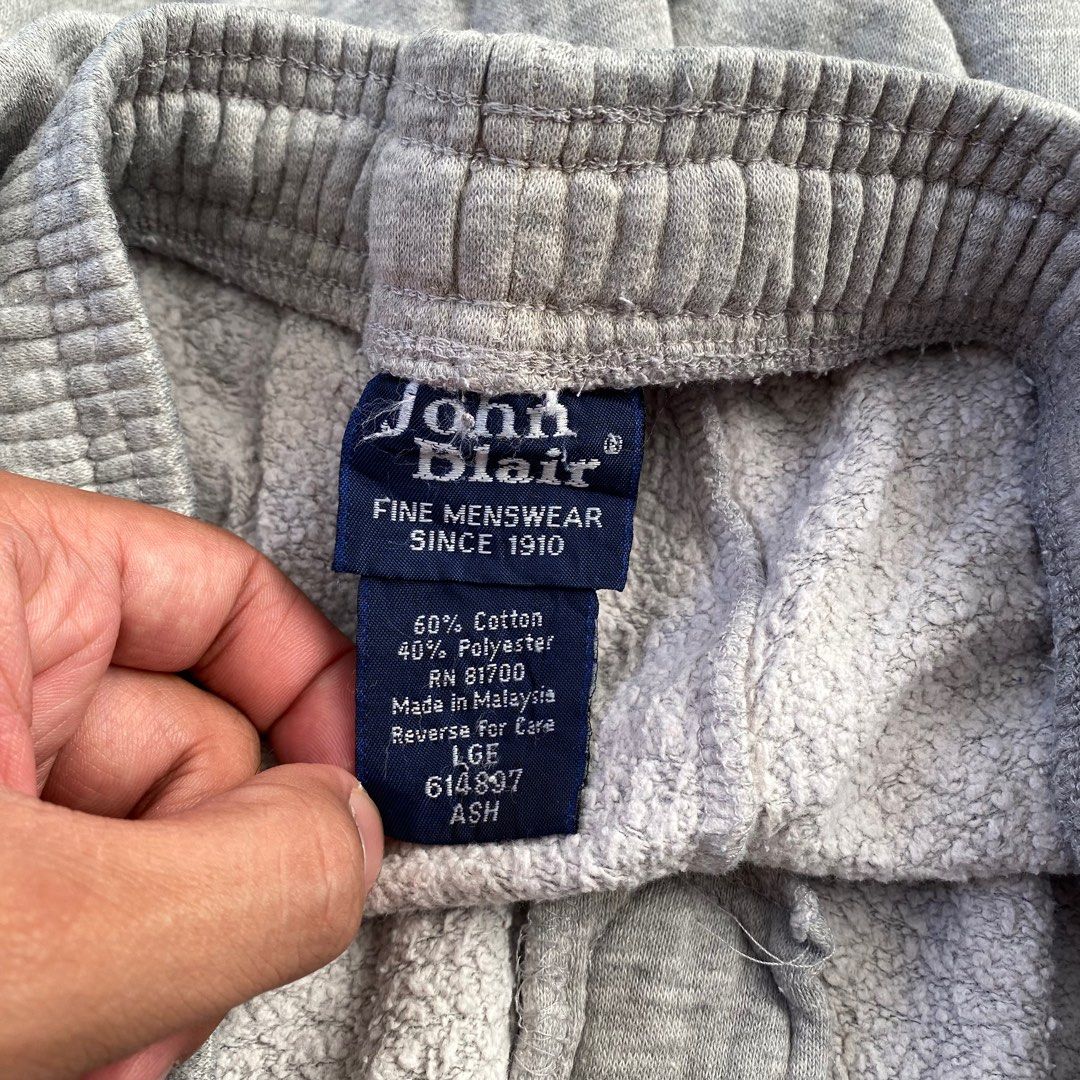 John
Blair®
FINE MENSWEAR
SINCE 1910
60% Cotton
40% Polyester
RN 81700
Made in Malaysia
Reverse for Care
LGE
614897
ASH